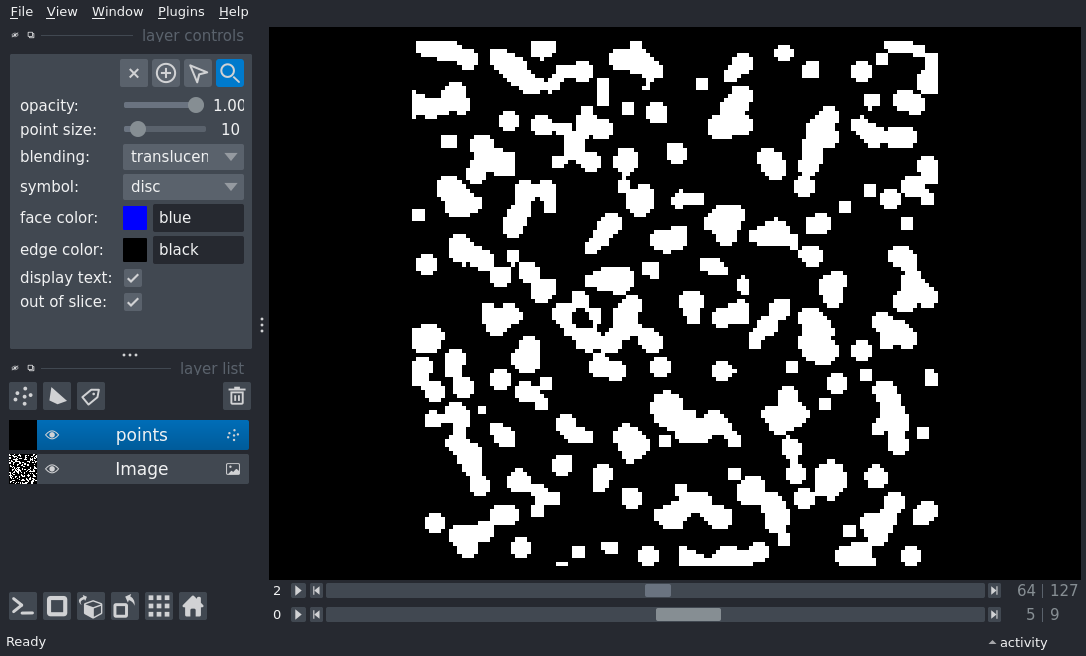 File View Window Plugins Help
layer controls
opacity: 1.00
point size: 10
blending: translucen
symbol: disc
face color: blue
edge color: black
display text:
out of slice:
layer list
points
Image
2 64 127
0 5 9
Ready activity